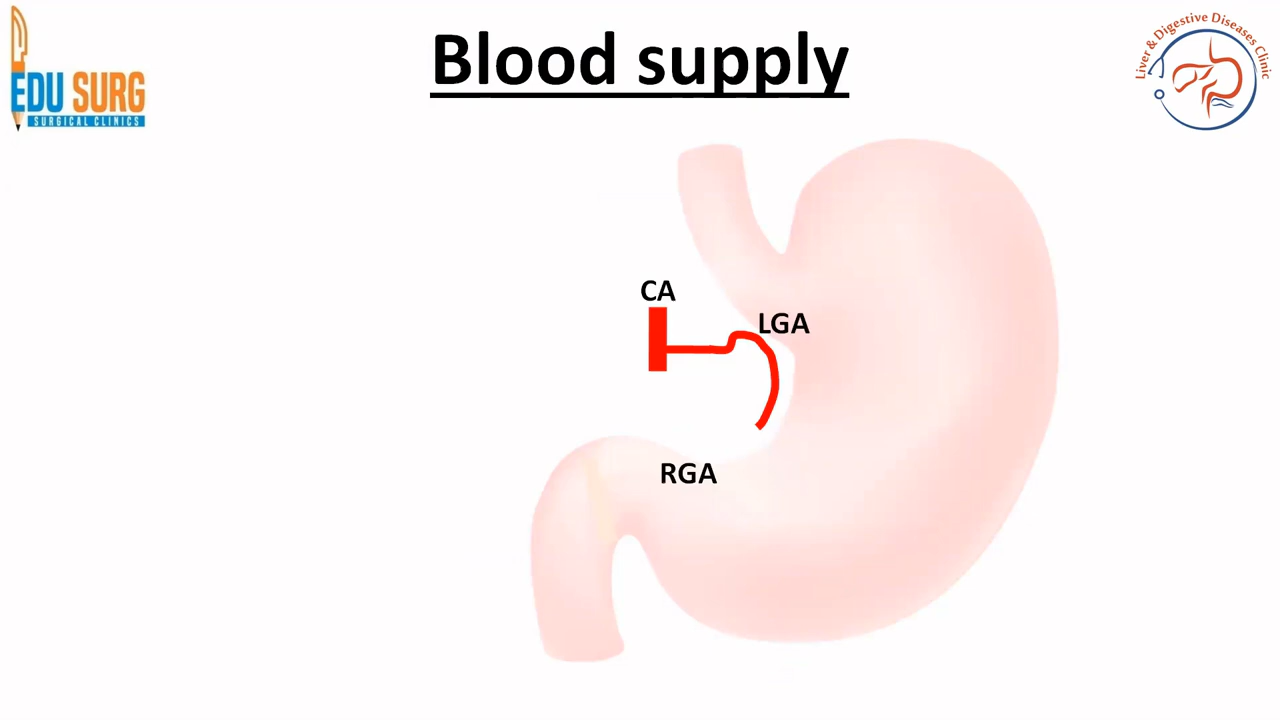 Blood supply
EDU SURG
SURGICAL CLINICS
Liver & Digestive Diseases Clinic
CA
LGA
RGA